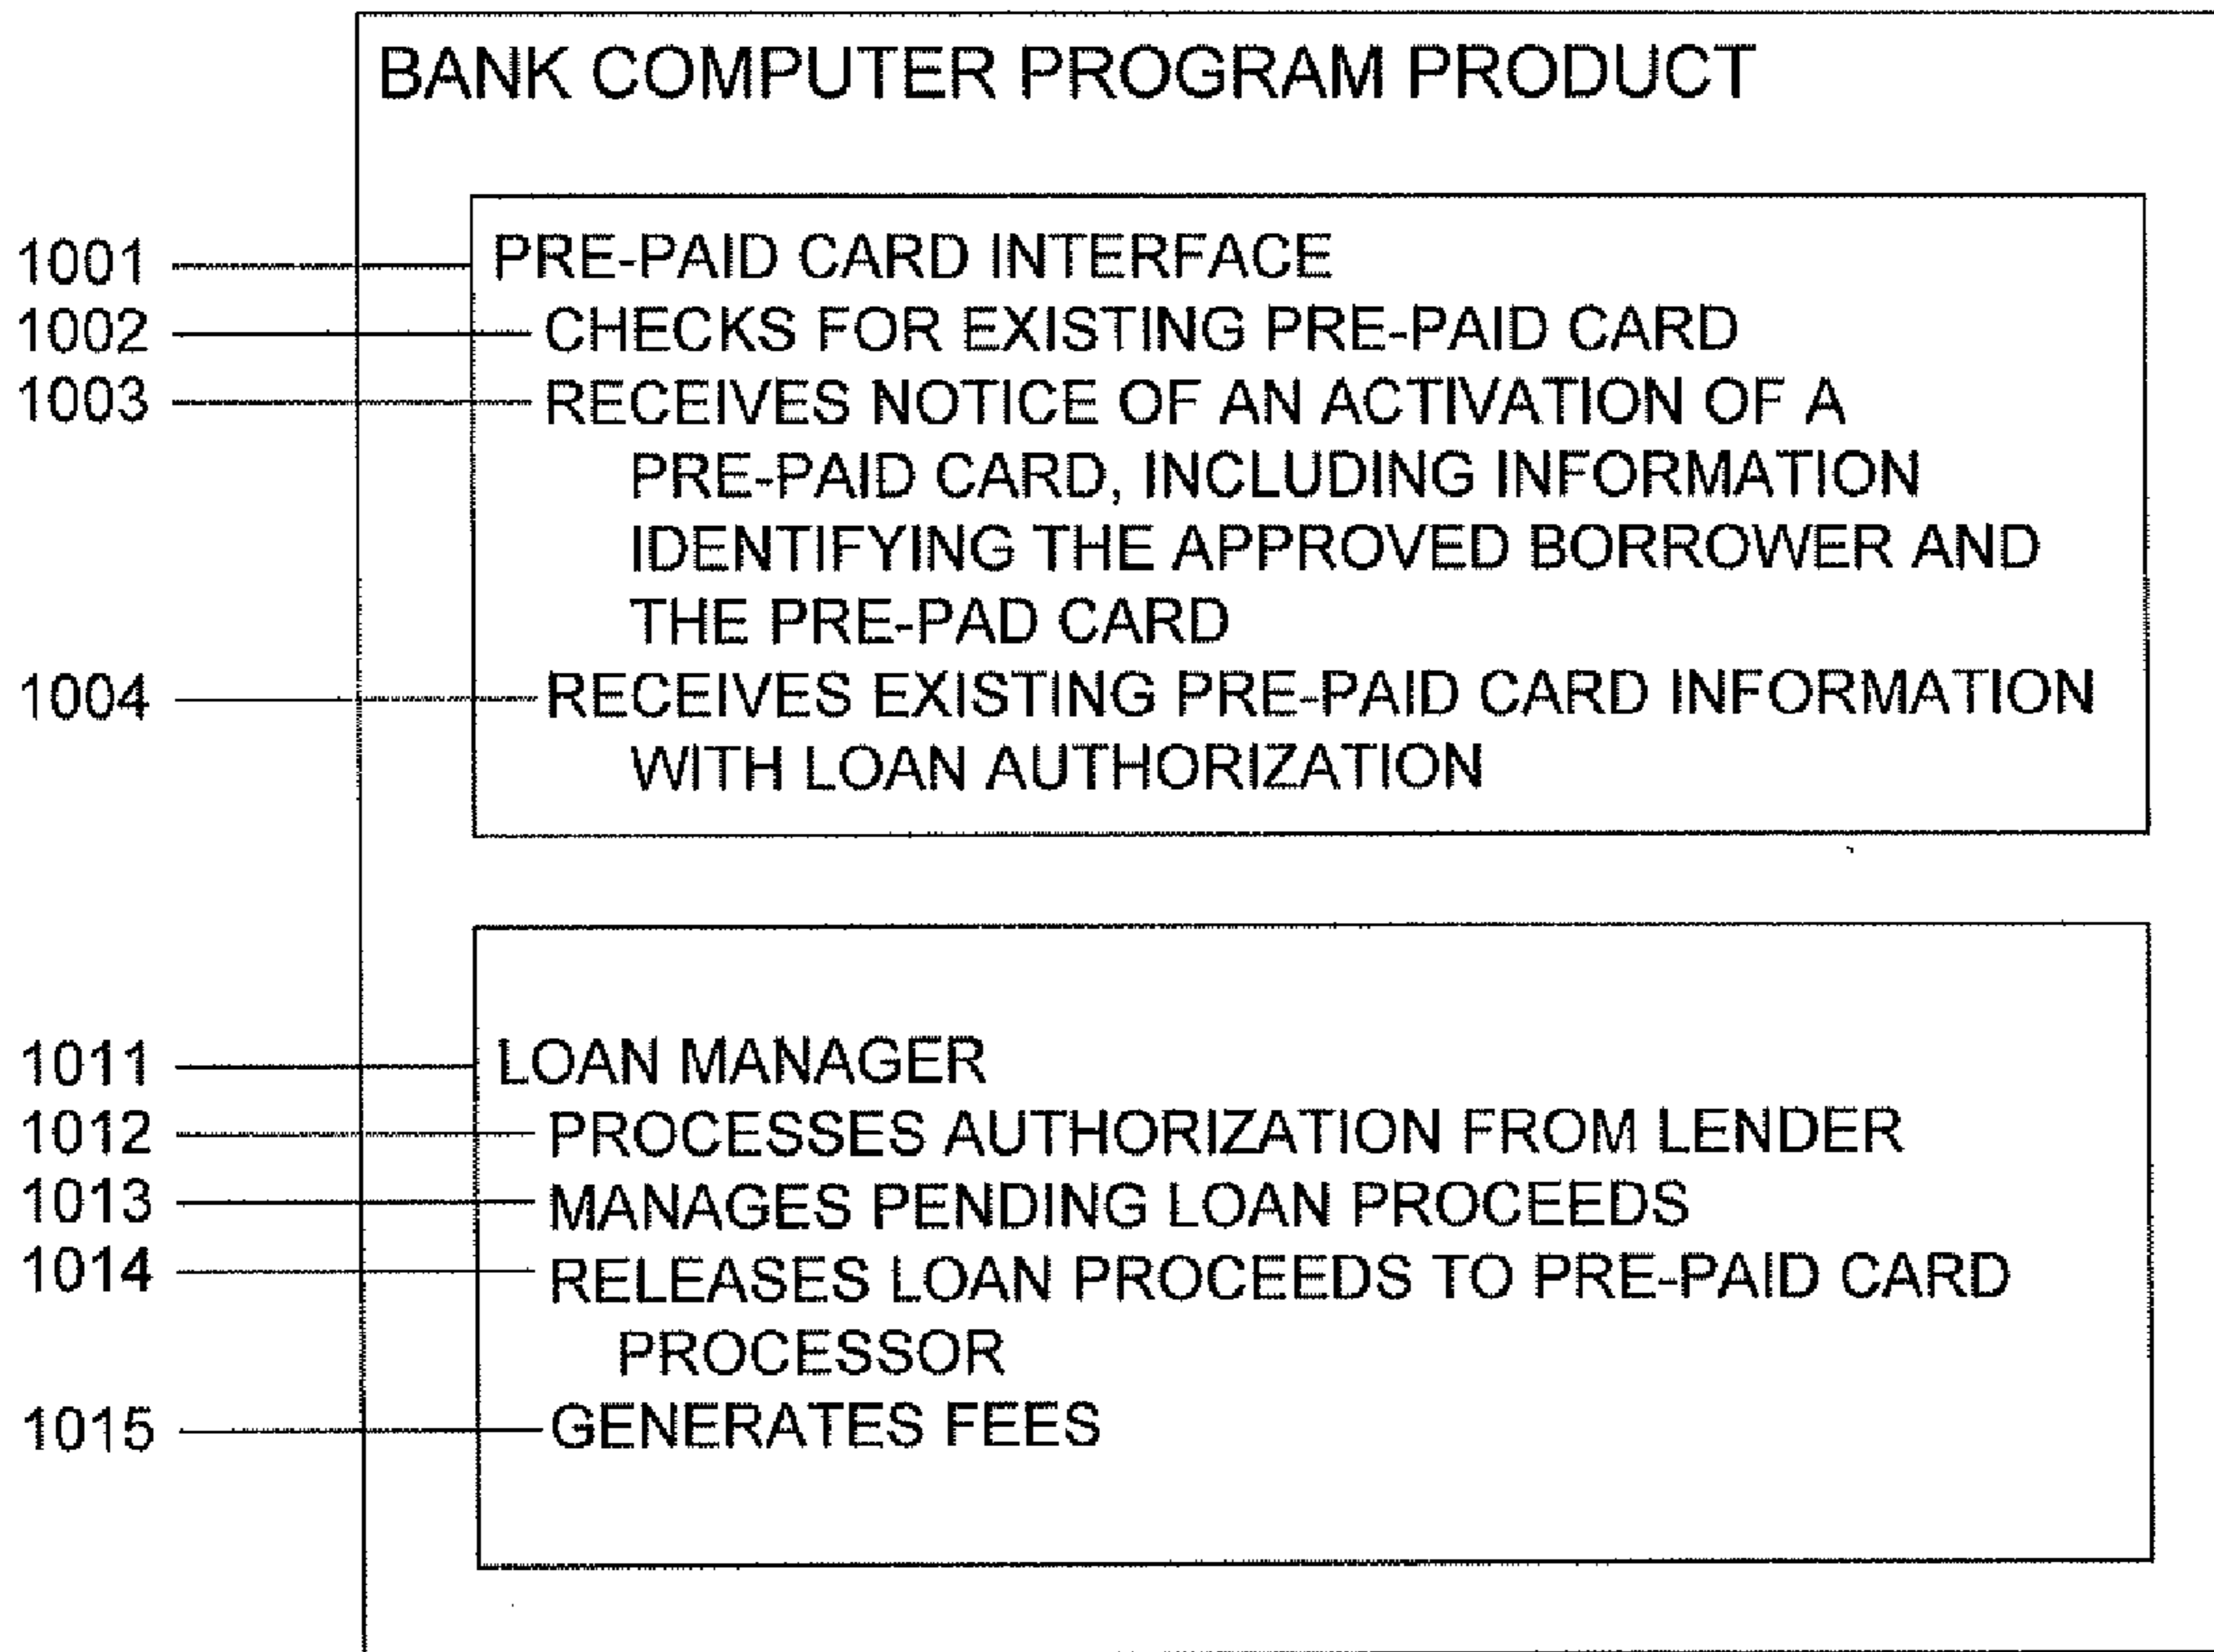 BANK COMPUTER PROGRAM PRODUCT
1001 PRE-PAID CARD INTERFACE
1002 CHECKS FOR EXISTING PRE-PAID CARD
1003 RECEIVES NOTICE OF AN ACTIVATION OF A
PRE-PAID CARD, INCLUDING INFORMATION
IDENTIFYING THE APPROVED BORROWER AND
THE PRE-PAD CARD
1004 RECEIVES EXISTING PRE-PAID CARD INFORMATION
WITH LOAN AUTHORIZATION
1011 LOAN MANAGER
1012 PROCESSES AUTHORIZATION FROM LENDER
1013 MANAGES PENDING LOAN PROCEEDS
1014 RELEASES LOAN PROCEEDS TO PRE-PAID CARD
PROCESSOR
1015 GENERATES FEES